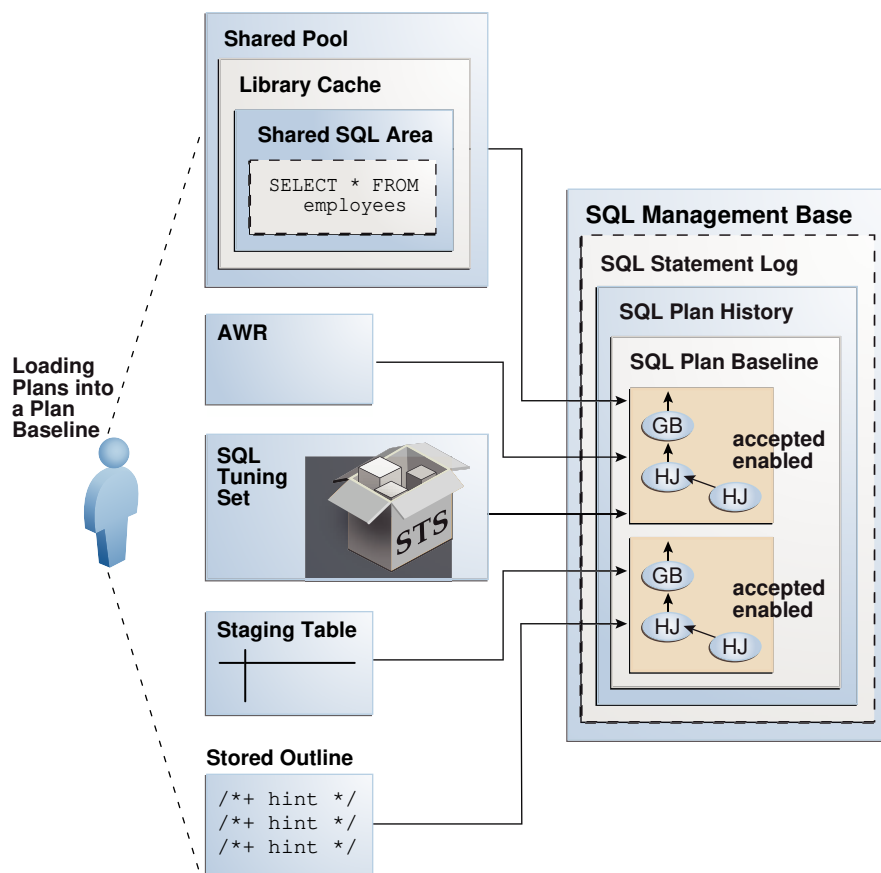 Shared Pool
Library Cache
Shared SQL Area
SELECT * FROM
employees
AWR
Loading
Plans into
a Plan
Baseline
SQL
Tuning
Set
STS
Staging Table
Stored Outline
/*+ hint */
/*+ hint */
/*+ hint */
SQL Management Base
SQL Statement Log
SQL Plan History
SQL Plan Baseline
GB
accepted
enabled
HJ
HJ
GB
accepted
enabled
HJ
HJ